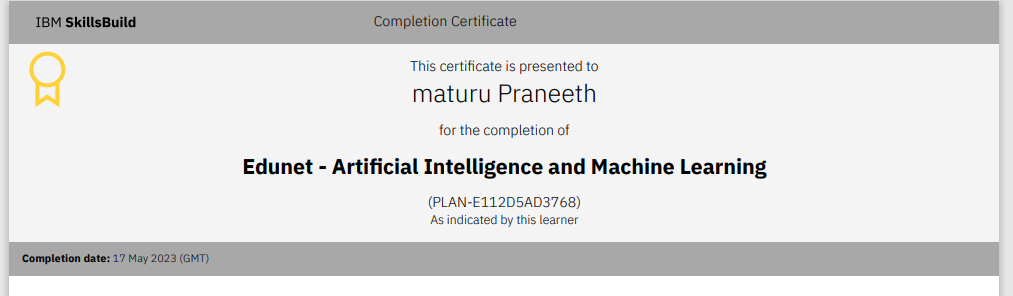 IBM SkillsBuild
Completion Certificate
This certificate is presented to
maturu Praneeth
for the completion of
Edunet - Artificial Intelligence and Machine Learning
(PLAN-E112D5AD3768)
As indicated by this learner
Completion date: 17 May 2023 (GMT)